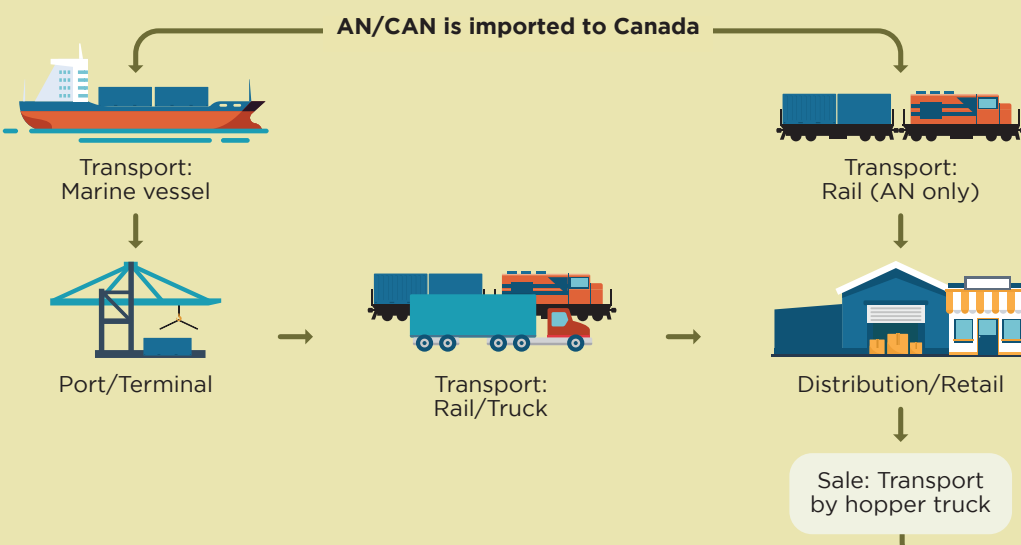 AN/CAN is imported to Canada
Transport:
Marine vessel
Transport:
Rail (AN only)
Port/Terminal
Transport:
Rail/Truck
Distribution/Retail
Sale: Transport
by hopper truck